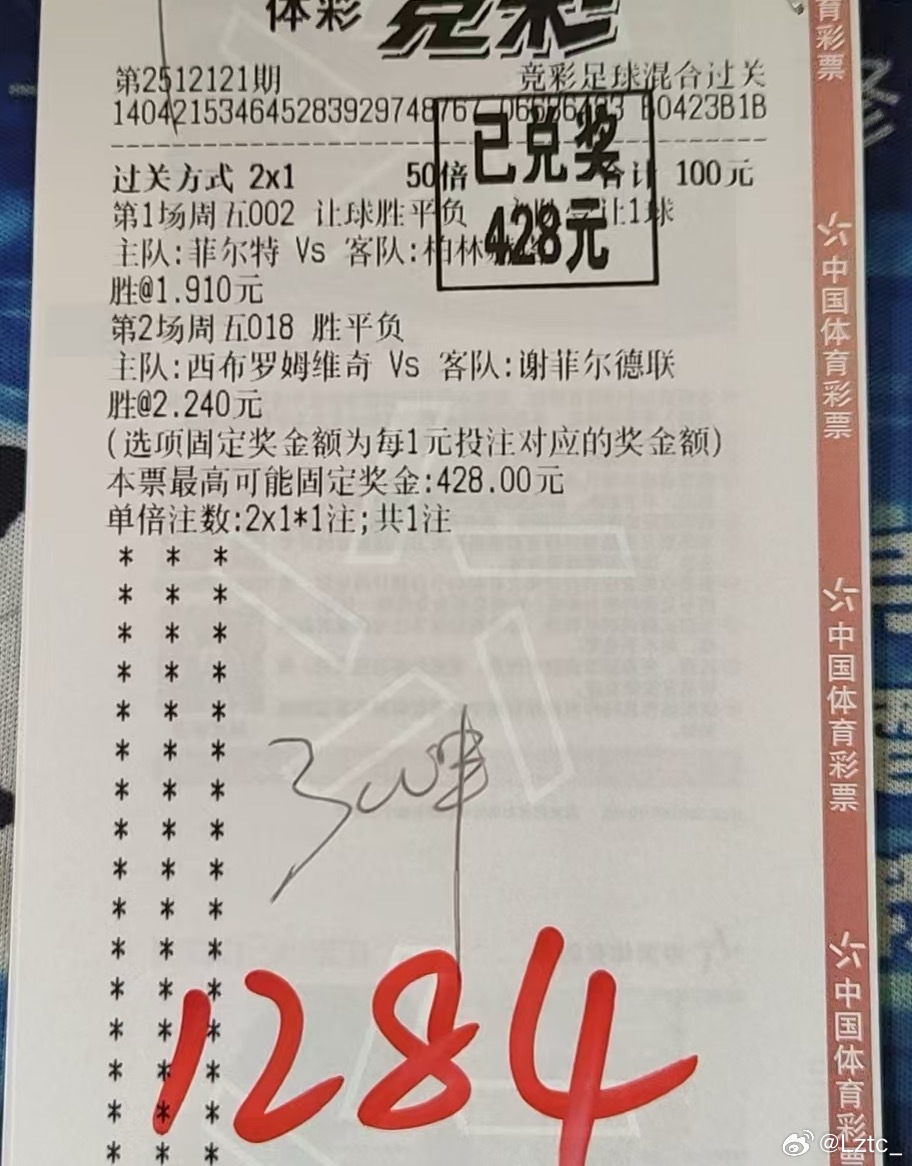 体彩 竞彩
第2512121期 竞彩足球混合过关
140421534645283929748767 B0423B1B
过关方式 2x1 50倍 合计 100元
第1场周五002 让球胜平负 让1球
主队:菲尔特 Vs 客队:柏林
胜@1.910元
第2场周五018 胜平负
主队:西布罗姆维奇 Vs 客队:谢菲尔德联
胜@2.240元
(选项固定奖金额为每1元投注对应的奖金额)
本票最高可能固定奖金:428.00元
单倍注数:2x1*1注;共1注
已兑奖
428元
1284
育彩票
中国体育彩票
中国体育彩票
中国体育彩票
@Lztc_